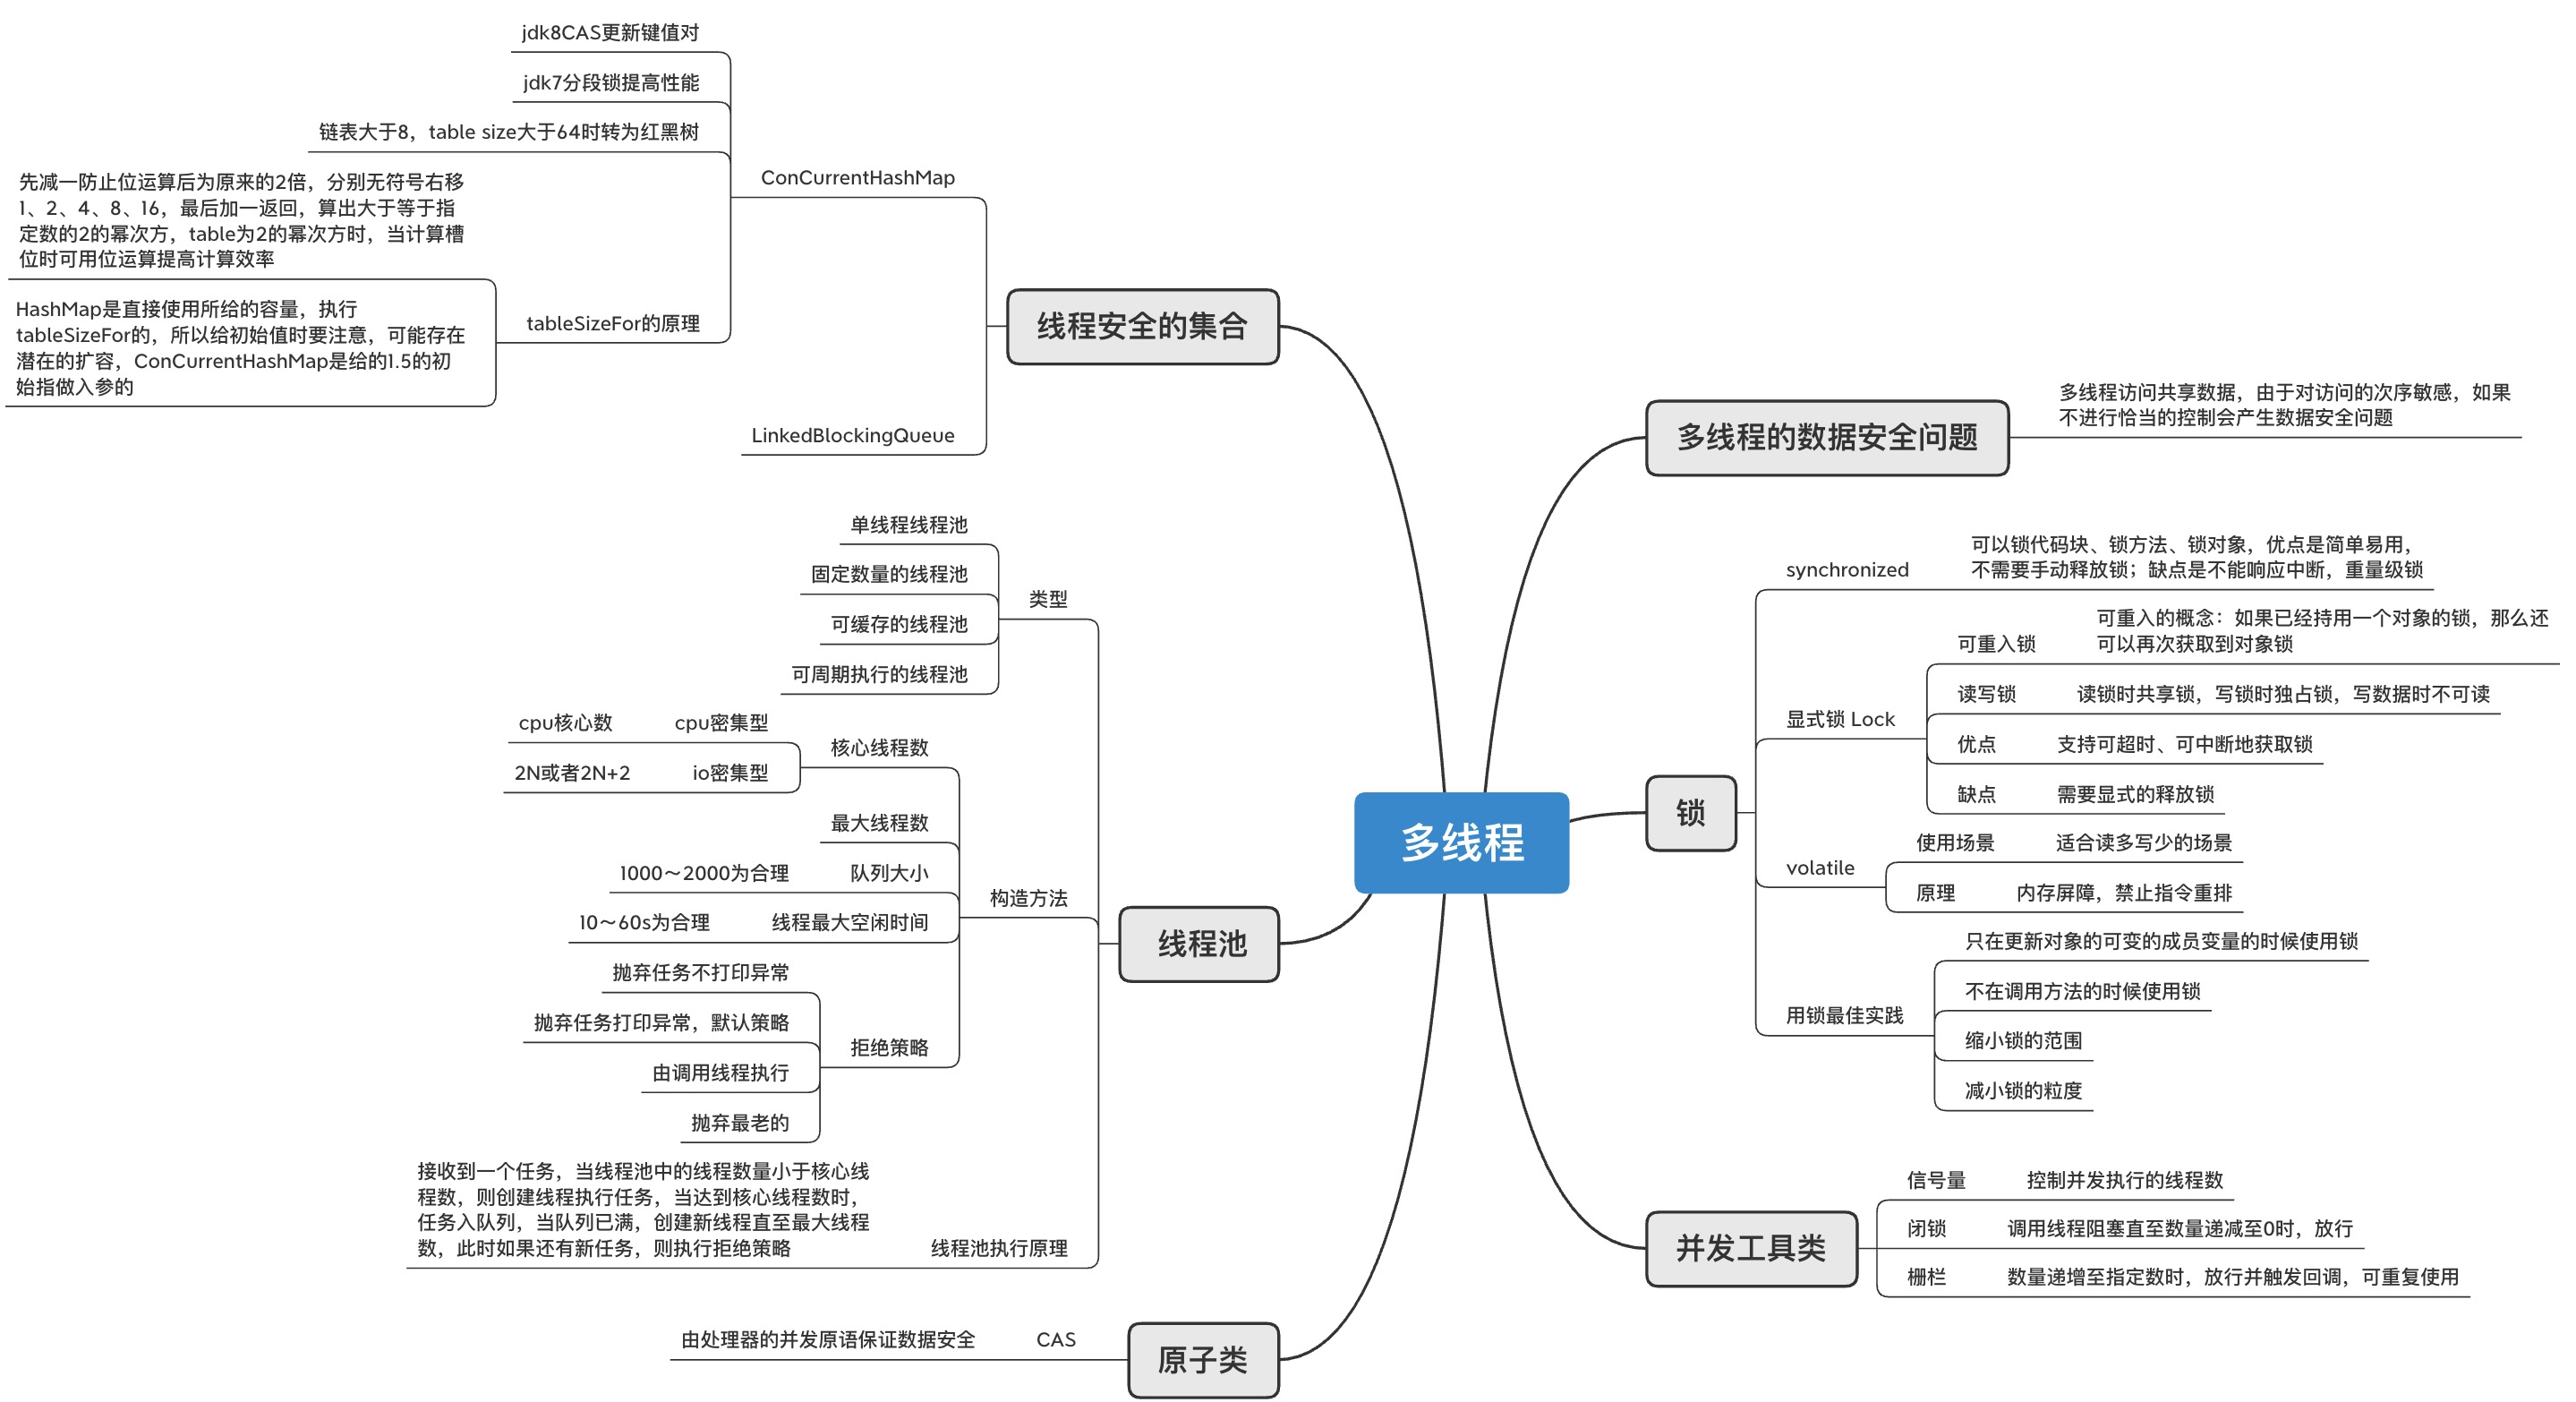 多线程
多线程的数据安全问题
多线程访问共享数据，由于对访问的次序敏感，如果
不进行恰当的控制会产生数据安全问题
锁
synchronized
可以锁代码块、锁方法、锁对象，优点是简单易用，
不需要手动释放锁；缺点是不能响应中断，重量级锁
显式锁 Lock
可重入锁
可重入的概念：如果已经持用一个对象的锁，那么还
可以再次获取到对象锁
读写锁
读锁时共享锁，写锁时独占锁，写数据时不可读
优点
支持可超时、可中断地获取锁
缺点
需要显式的释放锁
volatile
使用场景
适合读多写少的场景
原理
内存屏障，禁止指令重排
用锁最佳实践
只在更新对象的可变的成员变量的时候使用锁
不在调用方法的时候使用锁
缩小锁的范围
减小锁的粒度
并发工具类
信号量
控制并发执行的线程数
闭锁
调用线程阻塞直至数量递减至0时，放行
栅栏
数量递增至指定数时，放行并触发回调，可重复使用
线程安全的集合
ConCurrentHashMap
jdk8CAS更新键值对
jdk7分段锁提高性能
链表大于8，table size大于64时转为红黑树
tableSizeFor的原理
先减一防止位运算后为原来的2倍，分别无符号右移
1、2、4、8、16，最后加一返回，算出大于等于指
定数的2的幂次方，table为2的幂次方时，当计算槽
位时可用位运算提高计算效率
HashMap是直接使用所给的容量，执行
tableSizeFor的，所以给初始值时要注意，可能存在
潜在的扩容，ConCurrentHashMap是给的1.5的初
始指做入参的
LinkedBlockingQueue
线程池
类型
单线程线程池
固定数量的线程池
可缓存的线程池
可周期执行的线程池
构造方法
核心线程数
cpu密集型
cpu核心数
io密集型
2N或者2N+2
最大线程数
队列大小
1000～2000为合理
线程最大空闲时间
10～60s为合理
拒绝策略
抛弃任务不打印异常
抛弃任务打印异常，默认策略
由调用线程执行
抛弃最老的
线程池执行原理
接收到一个任务，当线程池中的线程数量小于核心线
程数，则创建线程执行任务，当达到核心线程数时，
任务入队列，当队列已满，创建新线程直至最大线程
数，此时如果还有新任务，则执行拒绝策略
原子类
CAS
由处理器的并发原语保证数据安全